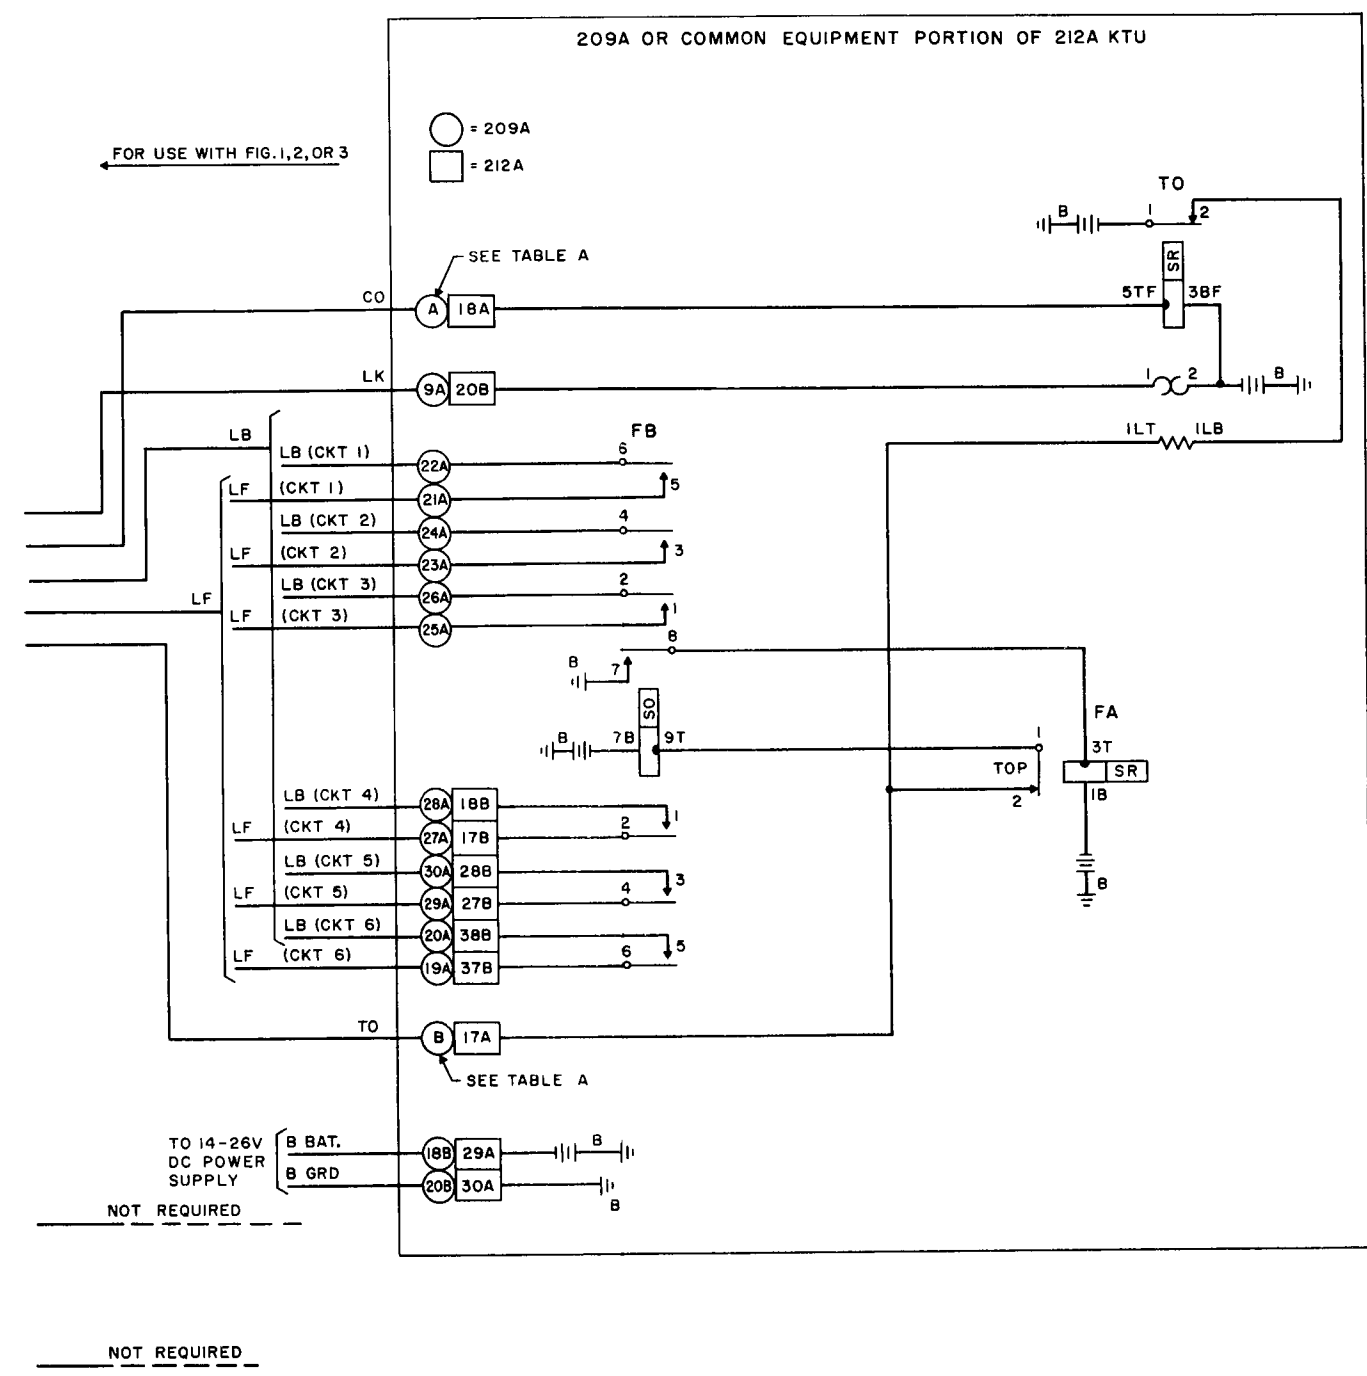 209A OR COMMON EQUIPMENT PORTION OF 212A KTU
= 209A
= 212A
FOR USE WITH FIG. 1, 2, OR 3
TO
B
1
2
SR
SEE TABLE A
CO
A
18A
5TF
3BF
LK
9A
20B
1
2
B
1LT
1LB
FB
LB
LB (CKT 1)
22A
6
LF (CKT 1)
21A
5
LB (CKT 2)
24A
4
LF (CKT 2)
23A
3
LB (CKT 3)
26A
2
LF
LF (CKT 3)
25A
1
8
B
7
SO
B
7B
9T
1
TOP
2
FA
3T
SR
1B
B
LB (CKT 4)
28A
18B
1
LF (CKT 4)
27A
17B
2
LB (CKT 5)
30A
28B
3
LF (CKT 5)
29A
27B
4
LB (CKT 6)
20A
38B
5
LF (CKT 6)
19A
37B
6
TO
B
17A
SEE TABLE A
TO 14-26V
DC POWER
SUPPLY
B BAT.
18B
29A
B
B GRD
20B
30A
B
NOT REQUIRED
NOT REQUIRED